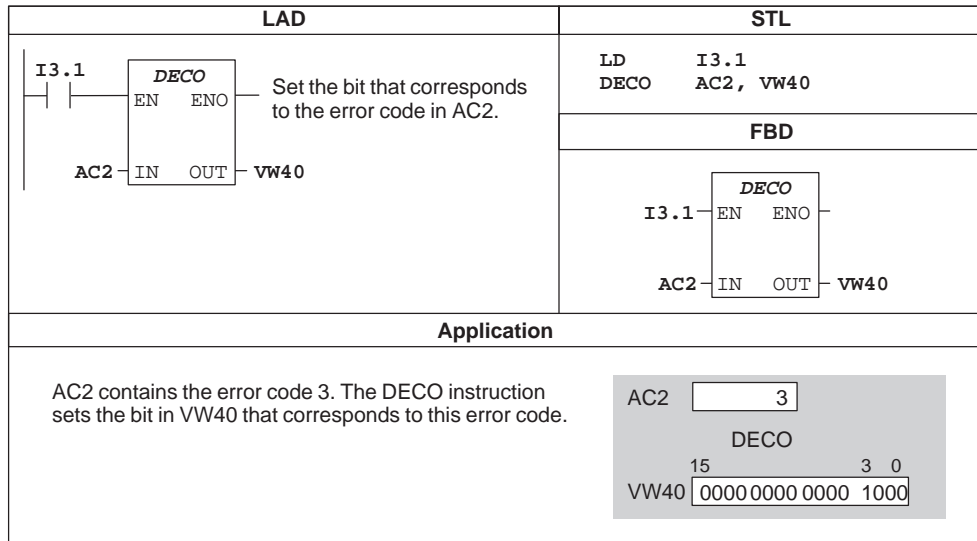 LAD
I3.1
DECO
EN ENO
Set the bit that corresponds
to the error code in AC2.
AC2 IN OUT VW40
STL
LD I3.1
DECO AC2, VW40
FBD
DECO
I3.1 EN ENO
AC2 IN OUT VW40
Application
AC2 contains the error code 3. The DECO instruction
sets the bit in VW40 that corresponds to this error code.
AC2 3
DECO
15 3 0
VW40 0000 0000 0000 1000